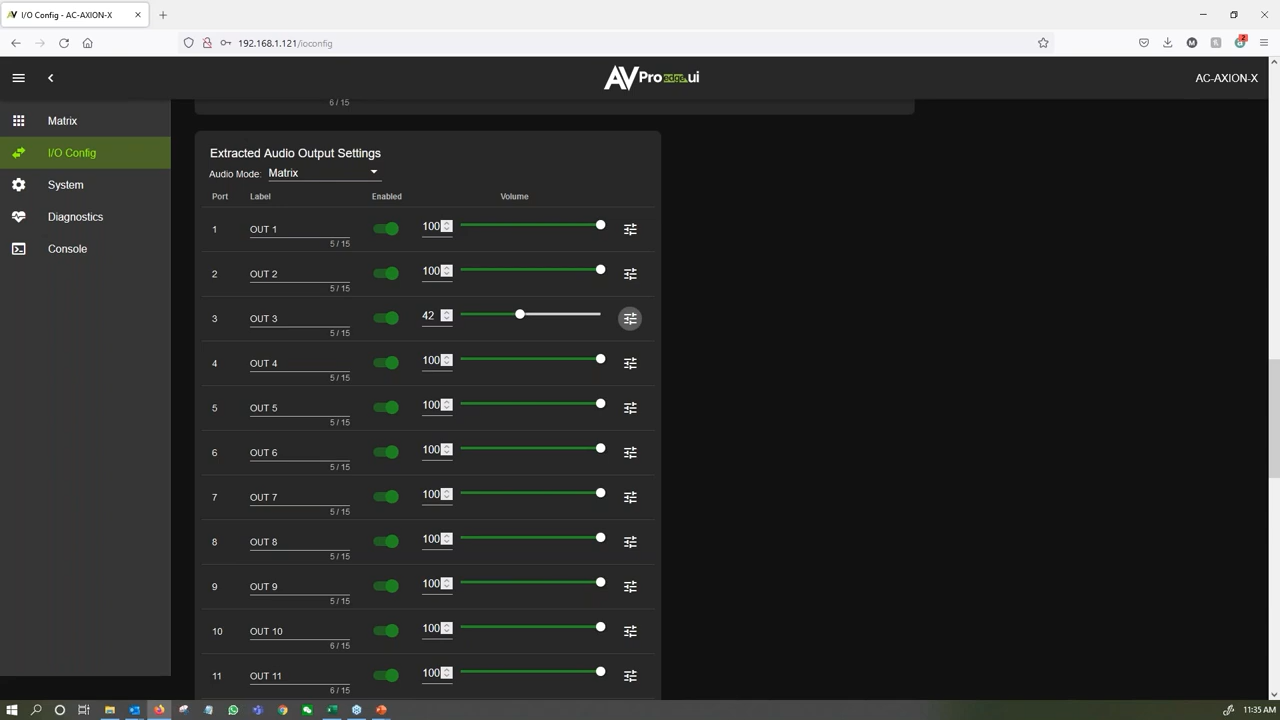 I/O Config - AC-AXION-X
192.168.1.121/ioconfig
2
AVProedge.ui
AC-AXION-X
Matrix
I/O Config
System
Diagnostics
Console
6 / 15
Extracted Audio Output Settings
Audio Mode: Matrix
Port Label Enabled Volume
1 OUT 1 100
5 / 15
2 OUT 2 100
5 / 15
3 OUT 3 42
5 / 15
4 OUT 4 100
5 / 15
5 OUT 5 100
5 / 15
6 OUT 6 100
5 / 15
7 OUT 7 100
5 / 15
8 OUT 8 100
5 / 15
9 OUT 9 100
5 / 15
10 OUT 10 100
6 / 15
11 OUT 11 100
6 / 15
11:35 AM